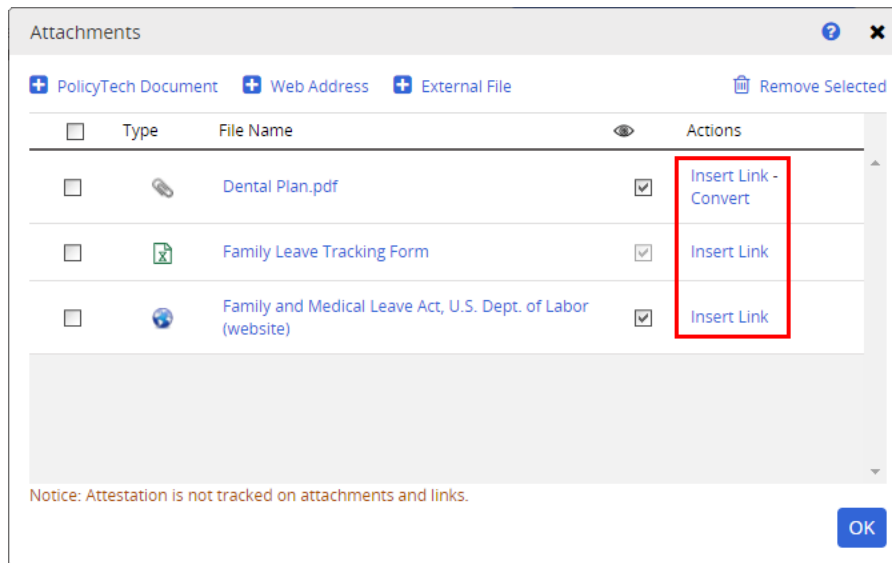 Attachments
PolicyTech Document Web Address External File Remove Selected
Type File Name Actions
Dental Plan.pdf Insert Link -
Convert
Family Leave Tracking Form Insert Link
Family and Medical Leave Act, U.S. Dept. of Labor
(website) Insert Link
Notice: Attestation is not tracked on attachments and links.
OK